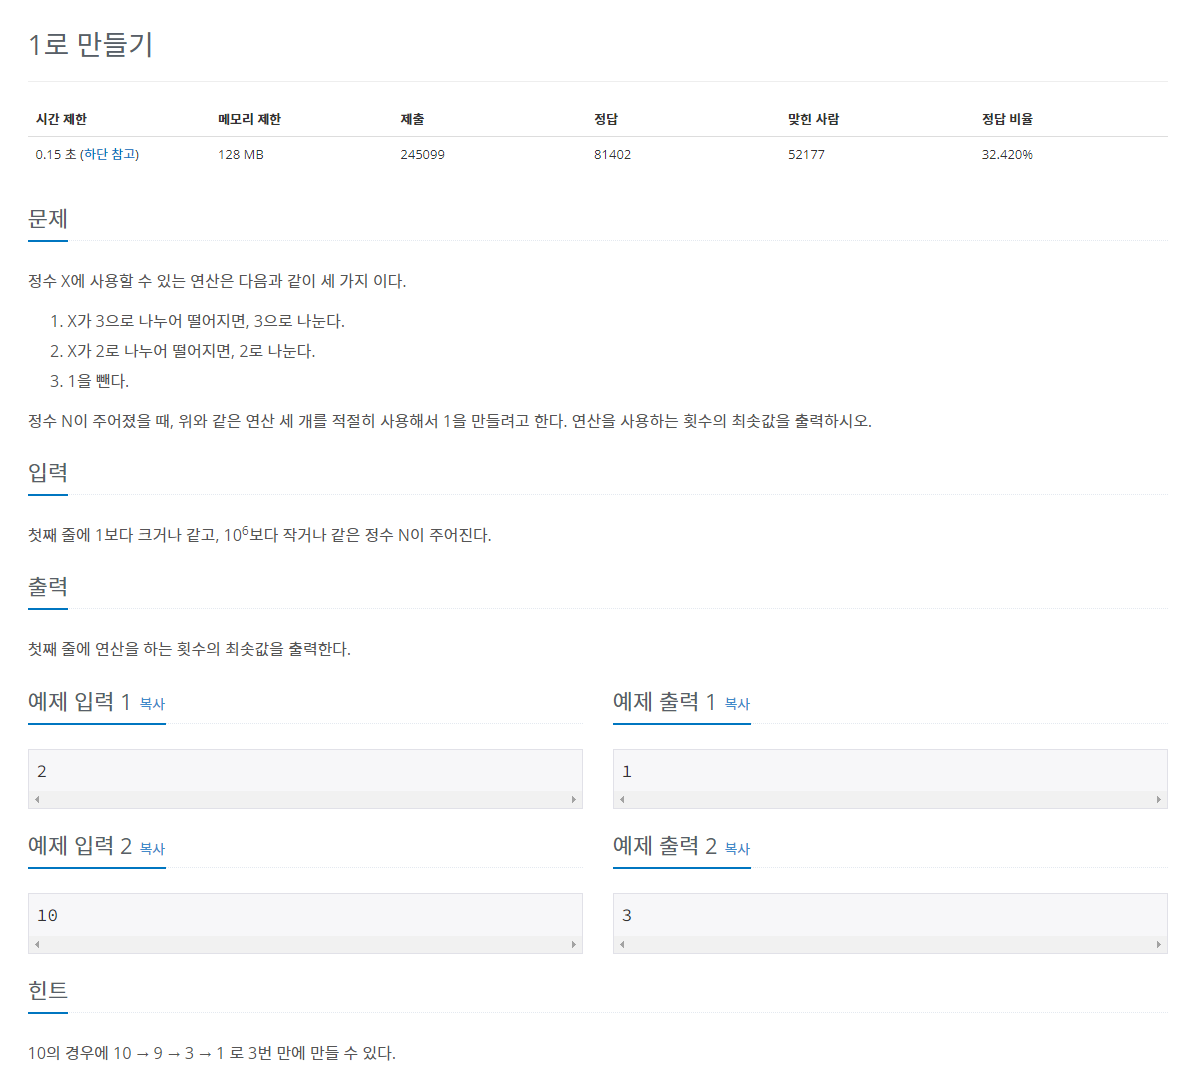 1로 만들기
시간 제한 메모리 제한 제출 정답 맞힌 사람 정답 비율
0.15 초 (하단 참고) 128 MB 245099 81402 52177 32.420%
문제
정수 X에 사용할 수 있는 연산은 다음과 같이 세 가지 이다.
1. X가 3으로 나누어 떨어지면, 3으로 나눈다.
2. X가 2로 나누어 떨어지면, 2로 나눈다.
3. 1을 뺀다.
정수 N이 주어졌을 때, 위와 같은 연산 세 개를 적절히 사용해서 1을 만들려고 한다. 연산을 사용하는 횟수의 최솟값을 출력하시오.
입력
첫째 줄에 1보다 크거나 같고, 10⁶보다 작거나 같은 정수 N이 주어진다.
출력
첫째 줄에 연산을 하는 횟수의 최솟값을 출력한다.
예제 입력 1 복사 예제 출력 1 복사
2 1
예제 입력 2 복사 예제 출력 2 복사
10 3
힌트
10의 경우에 10 → 9 → 3 → 1 로 3번 만에 만들 수 있다.